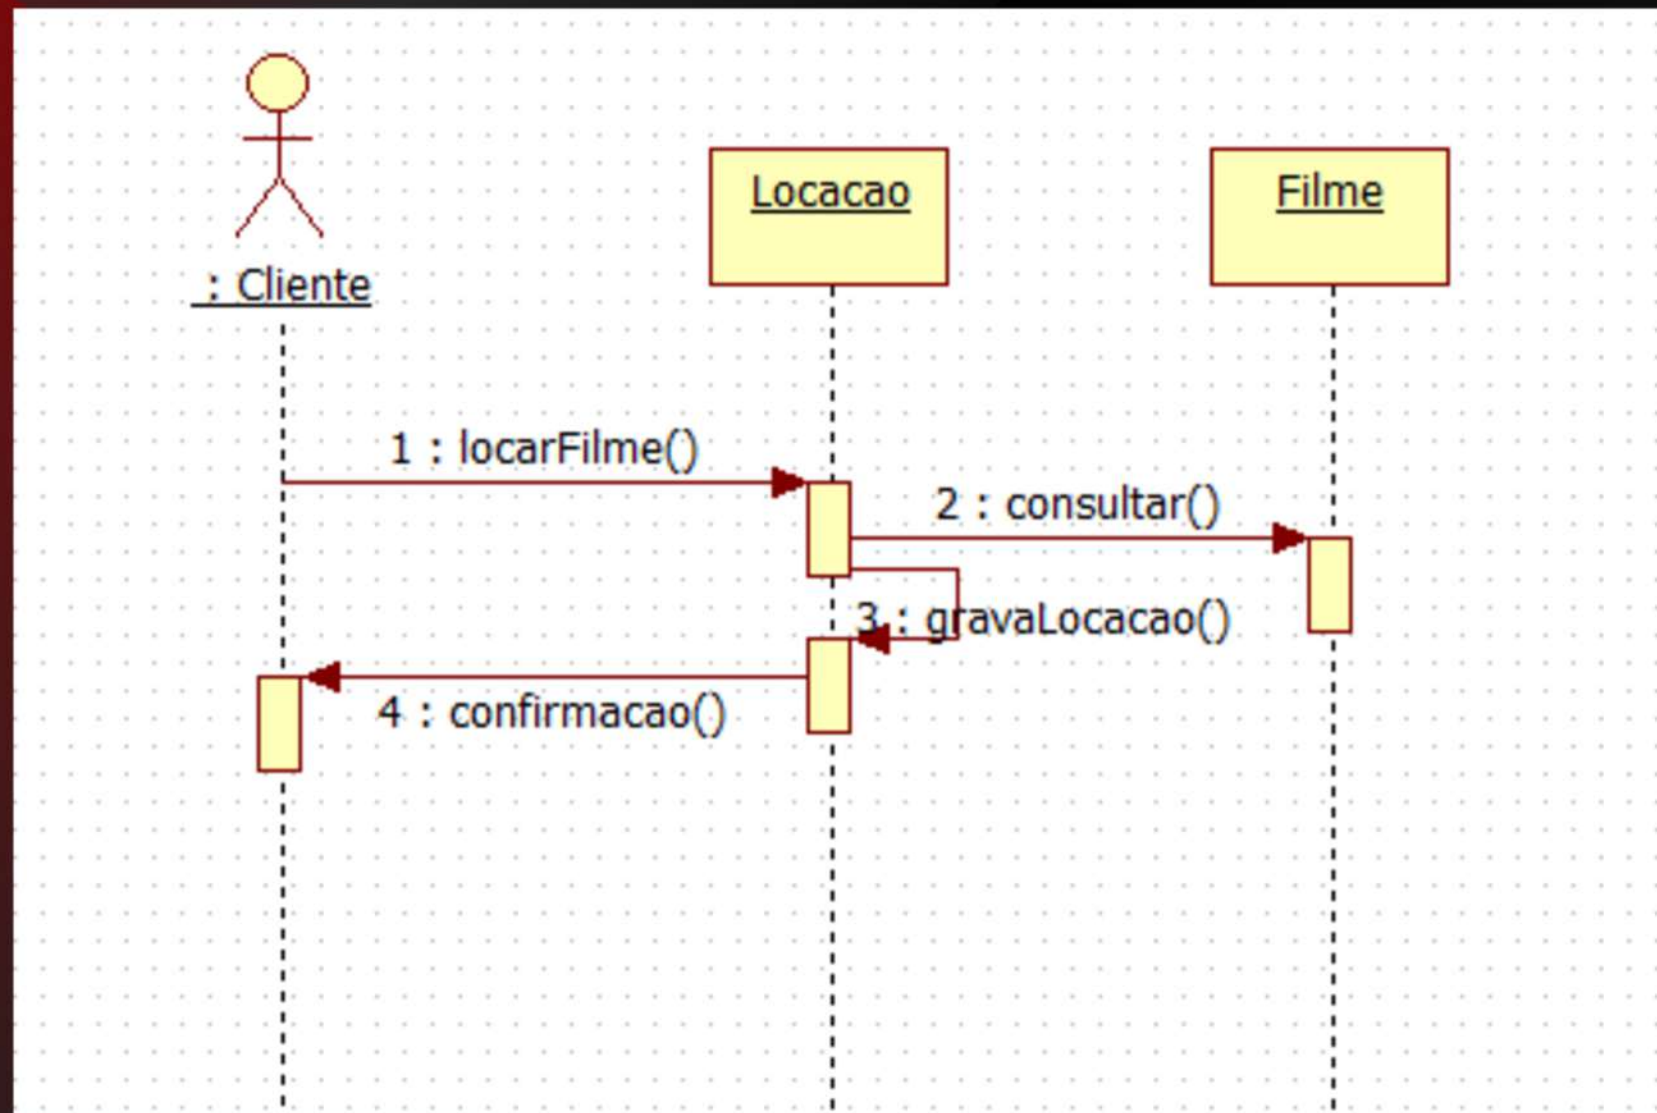 : Cliente
Locacao
Filme
1 : locarFilme()
2 : consultar()
3 : gravaLocacao()
4 : confirmacao()